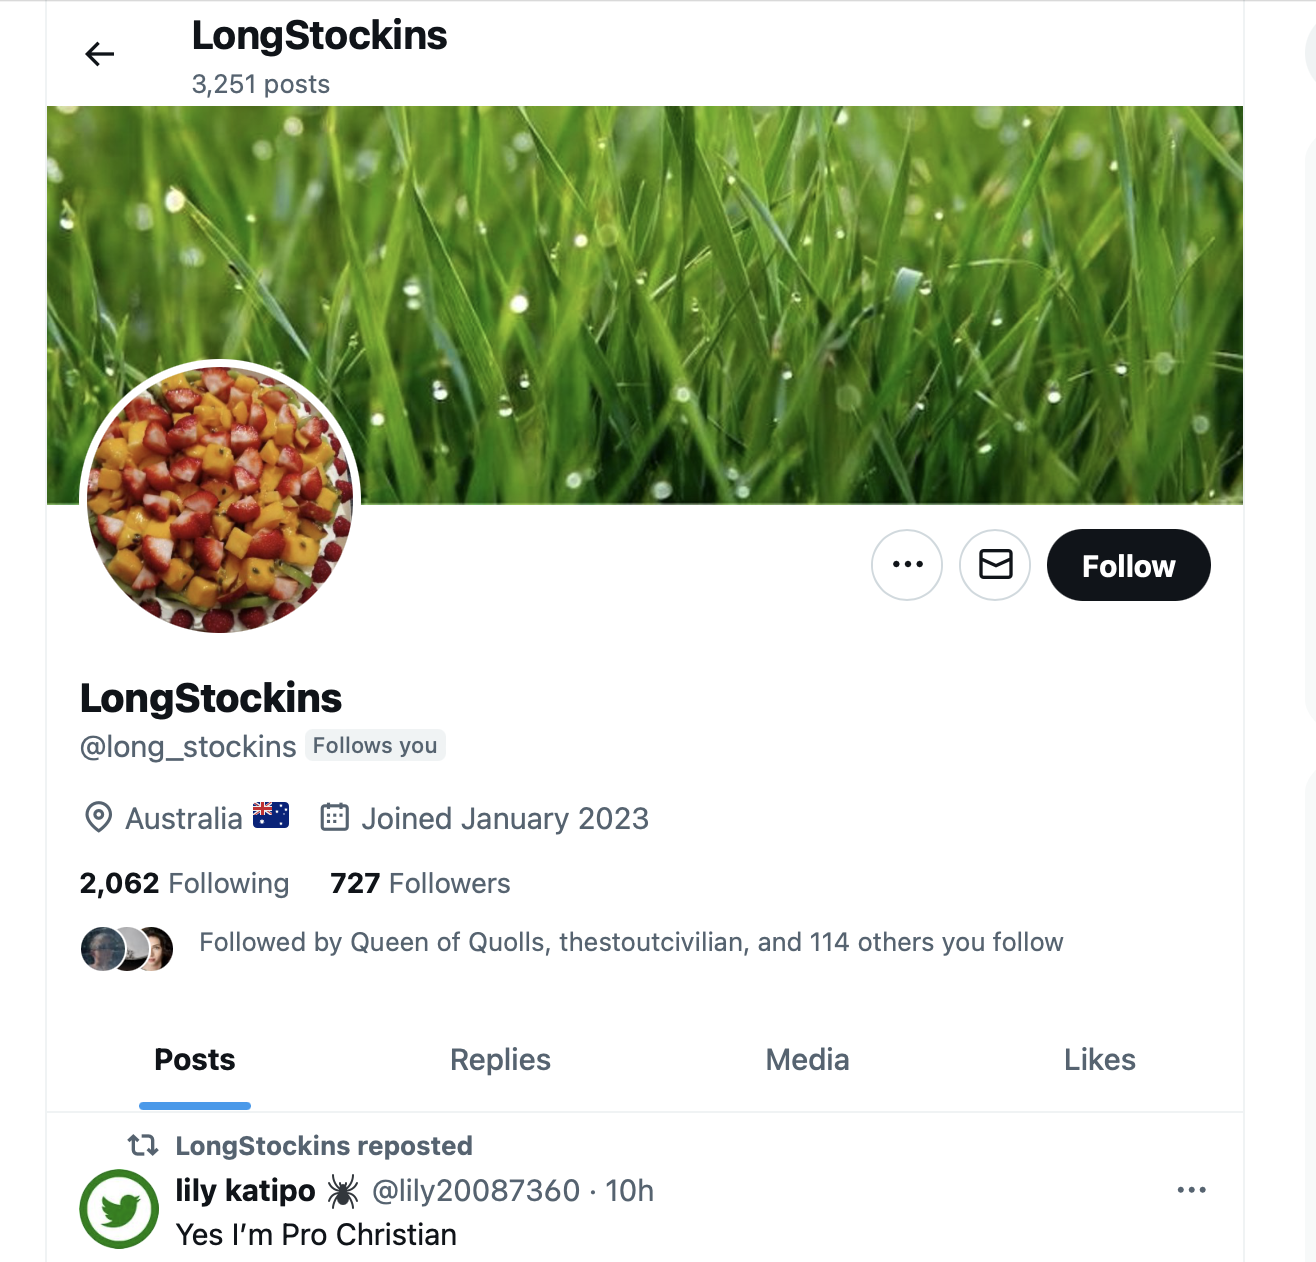 LongStockins
3,251 posts
Follow
LongStockins
@long_stockins Follows you
Australia 🇦🇺 Joined January 2023
2,062 Following 727 Followers
Followed by Queen of Quolls, thestoutcivilian, and 114 others you follow
Posts Replies Media Likes
LongStockins reposted
lily katipo 🕷 @lily20087360 · 10h
Yes I’m Pro Christian